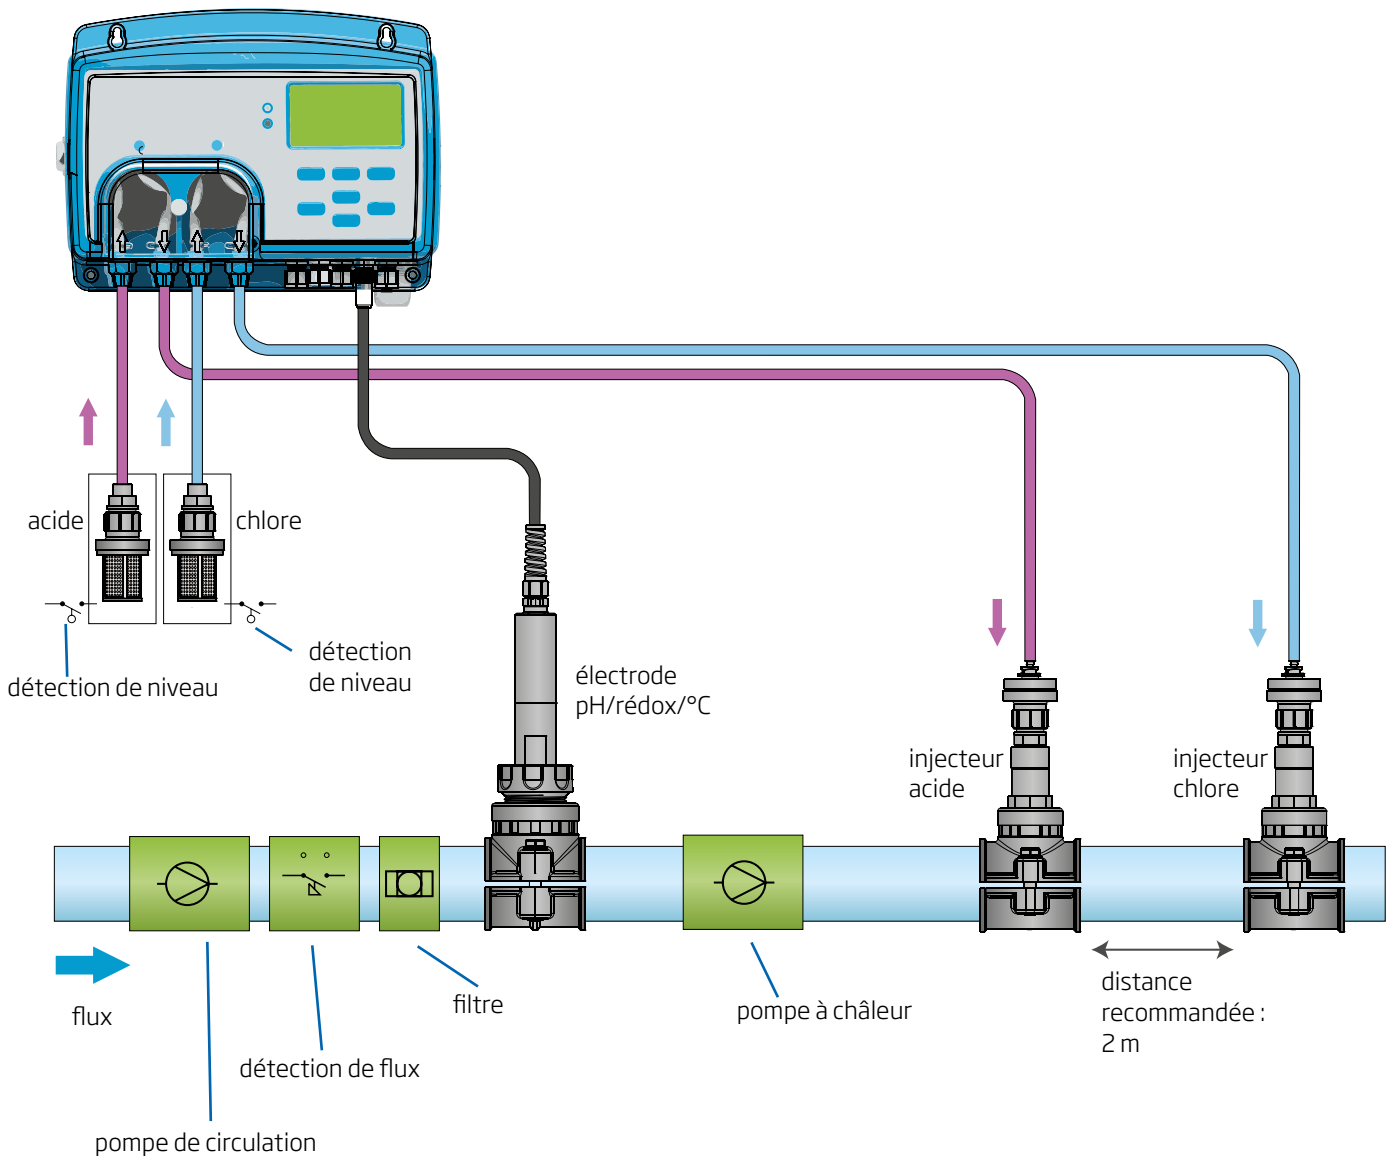 acide
chlore
détection de niveau
détection
de niveau
électrode
pH/rédox/°C
injecteur
acide
injecteur
chlore
flux
filtre
pompe à châleur
distance
recommandée :
2 m
détection de flux
pompe de circulation